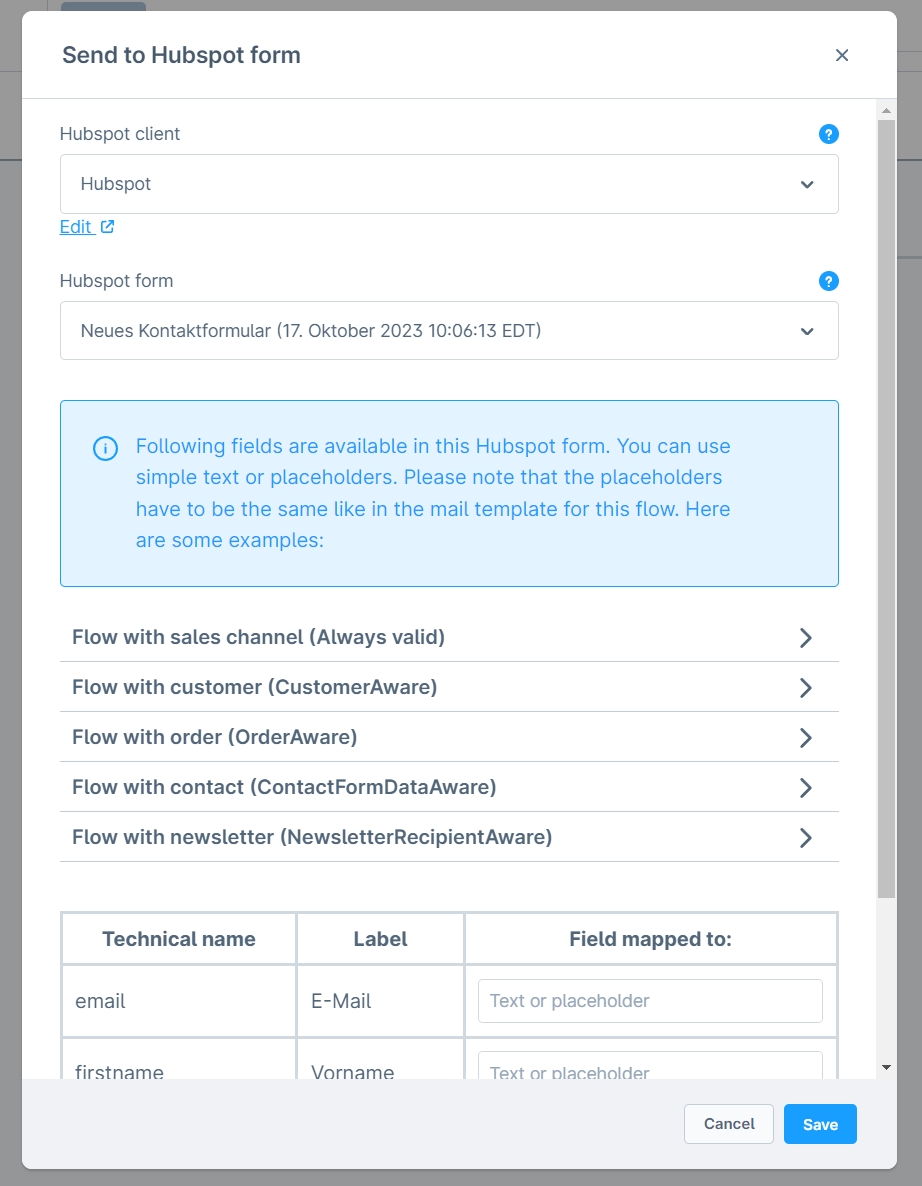 Send to Hubspot form
Hubspot client
?
Hubspot
Edit
Hubspot form
?
Neues Kontaktformular (17. Oktober 2023 10:06:13 EDT)
Following fields are available in this Hubspot form. You can use
simple text or placeholders. Please note that the placeholders
have to be the same like in the mail template for this flow. Here
are some examples:
Flow with sales channel (Always valid)
Flow with customer (CustomerAware)
Flow with order (OrderAware)
Flow with contact (ContactFormDataAware)
Flow with newsletter (NewsletterRecipientAware)
Technical name Label Field mapped to:
email E-Mail Text or placeholder
firstname Vorname Text or placeholder
Cancel Save